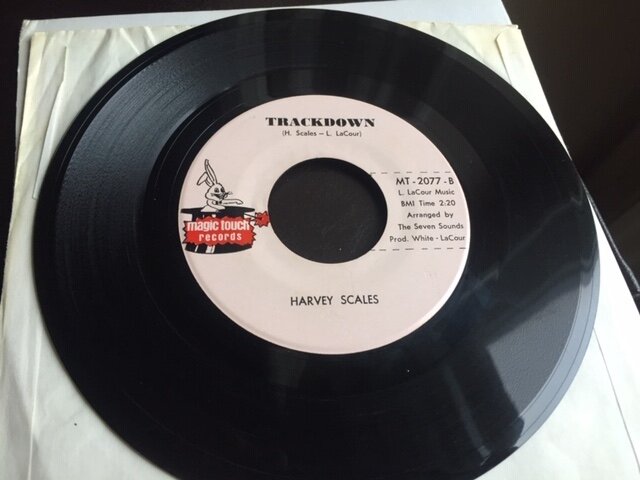 TRACKDOWN
(H. Scales - L. LaCour)
magic touch
records
MT - 2077 - B
L. LaCour Music
BMI Time 2:20
Arranged by
The Seven Sounds
Prod. White - LaCour
HARVEY SCALES